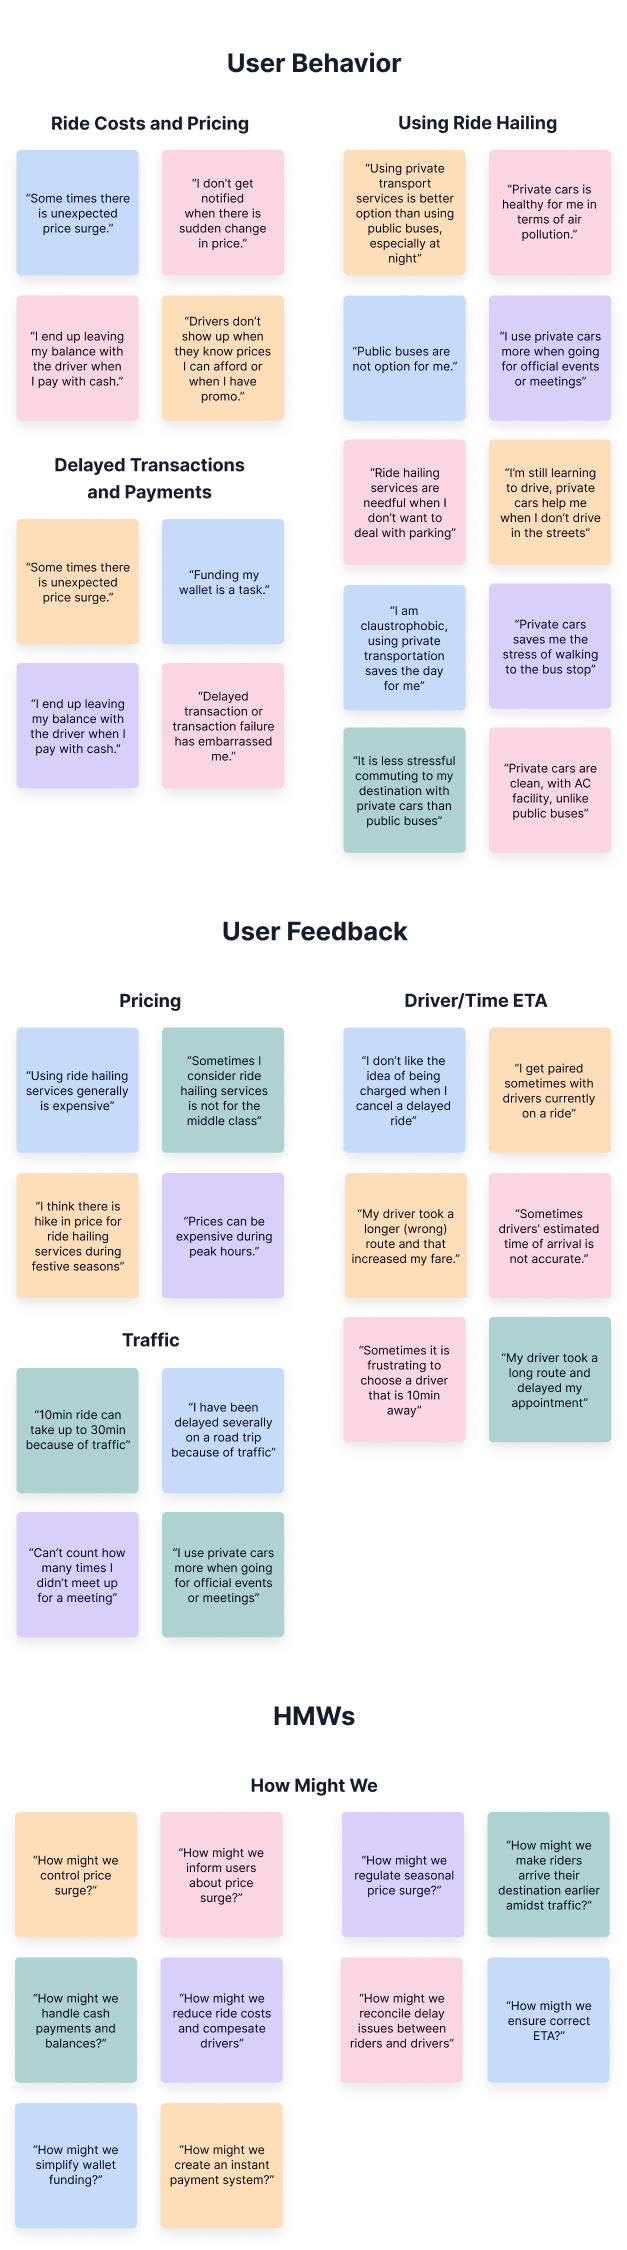 User Behavior
Ride Costs and Pricing
“Some times there
is unexpected
price surge.”
“I don’t get
notified
when there is
sudden change
in price.”
“I end up leaving
my balance with
the driver when
I pay with cash.”
“Drivers don’t
show up when
they know prices
I can afford or
when I have
promo.”
Delayed Transactions
and Payments
“Some times there
is unexpected
price surge.”
“Funding my
wallet is a task.”
“I end up leaving
my balance with
the driver when I
pay with cash.”
“Delayed
transaction or
transaction failure
has embarrassed
me.”
Using Ride Hailing
“Using private
transport
services is better
option than using
public buses,
especially at
night”
“Private cars is
healthy for me in
terms of air
pollution.”
“Public buses are
not option for me.”
“I use private cars
more when going
for official events
or meetings”
“Ride hailing
services are
needful when I
don’t want to
deal with parking”
“I’m still learning
to drive, private
cars help me
when I don’t drive
in the streets”
“I am
claustrophobic,
using private
transportation
saves the day
for me”
“Private cars
saves me the
stress of walking
to the bus stop”
“It is less stressful
commuting to my
destination with
private cars than
public buses”
“Private cars are
clean, with AC
facility, unlike
public buses”
User Feedback
Pricing
“Using ride hailing
services generally
is expensive”
“Sometimes I
consider ride
hailing services
is not for the
middle class”
“I think there is
hike in price for
ride hailing
services during
festive seasons”
“Prices can be
expensive during
peak hours.”
Traffic
“10min ride can
take up to 30min
because of traffic”
“I have been
delayed severally
on a road trip
because of traffic”
“Can’t count how
many times I
didn’t meet up
for a meeting”
“I use private cars
more when going
for official events
or meetings”
Driver/Time ETA
“I don’t like the
idea of being
charged when I
cancel a delayed
ride”
“I get paired
sometimes with
drivers currently
on a ride”
“My driver took a
longer (wrong)
route and that
increased my fare.”
“Sometimes
drivers’ estimated
time of arrival is
not accurate.”
“Sometimes it is
frustrating to
choose a driver
that is 10min
away”
“My driver took a
long route and
delayed my
appointment”
HMWs
How Might We
“How might we
control price
surge?”
“How might we
inform users
about price
surge?”
“How might we
regulate seasonal
price surge?”
“How might we
make riders
arrive their
destination earlier
amidst traffic?”
“How might we
handle cash
payments and
balances?”
“How might we
reduce ride costs
and compesate
drivers”
“How might we
reconcile delay
issues between
riders and drivers”
“How migth we
ensure correct
ETA?”
“How might we
simplify wallet
funding?”
“How might we
create an instant
payment system?”